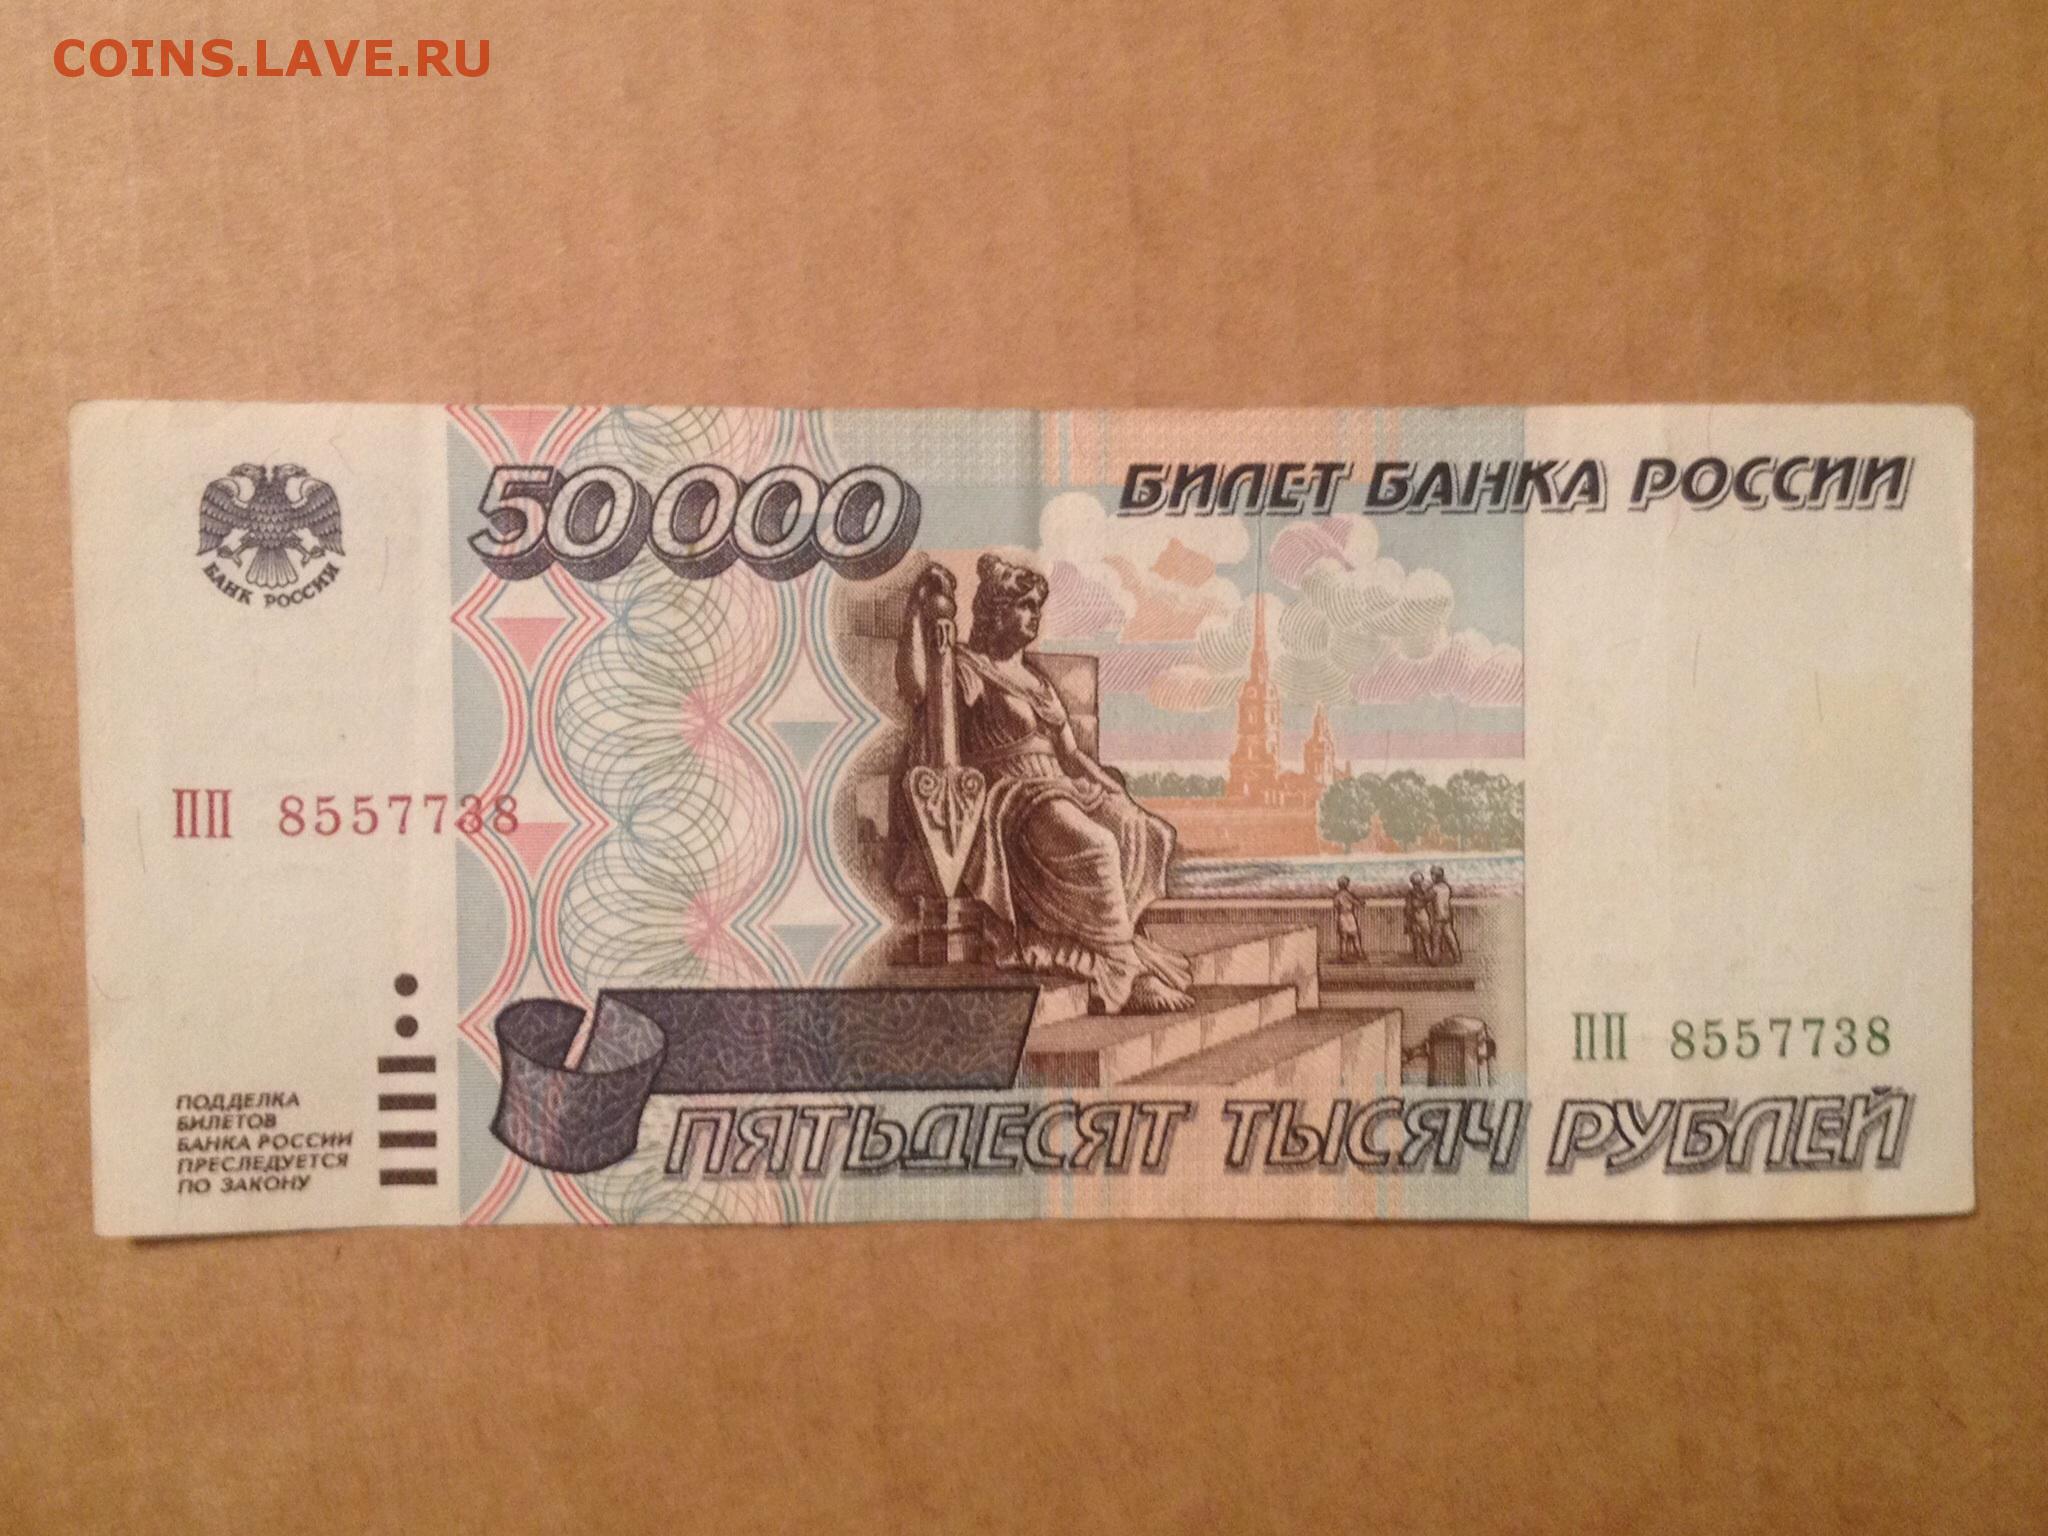 COINS.LAVE.RU
50000
БИЛЕТ БАНКА РОССИИ
БАНК РОССИИ
ПП 8557738
ПП 8557738
ПОДДЕЛКА
БИЛЕТОВ
БАНКА РОССИИ
ПРЕСЛЕДУЕТСЯ
ПО ЗАКОНУ
ПЯТЬДЕСЯТ ТЫСЯЧ РУБЛЕЙ